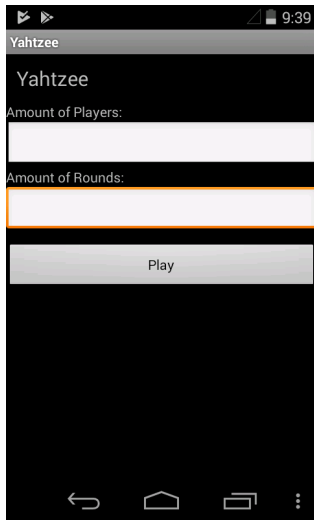 9:39
Yahtzee
Yahtzee
Amount of Players:
Amount of Rounds:
Play